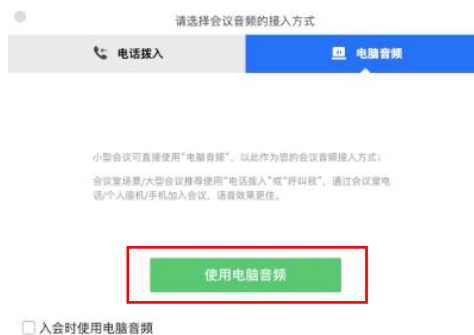 请选择会议音频的接入方式
电话拨入
电脑音频
小型会议可直接使用“电脑音频”，以此作为您的会议音频接入方式；
会议室场景/大型会议推荐使用“电话拨入”或“呼叫我”，通过会议室电
话/个人座机/手机加入会议，语音效果更佳。
使用电脑音频
入会时使用电脑音频